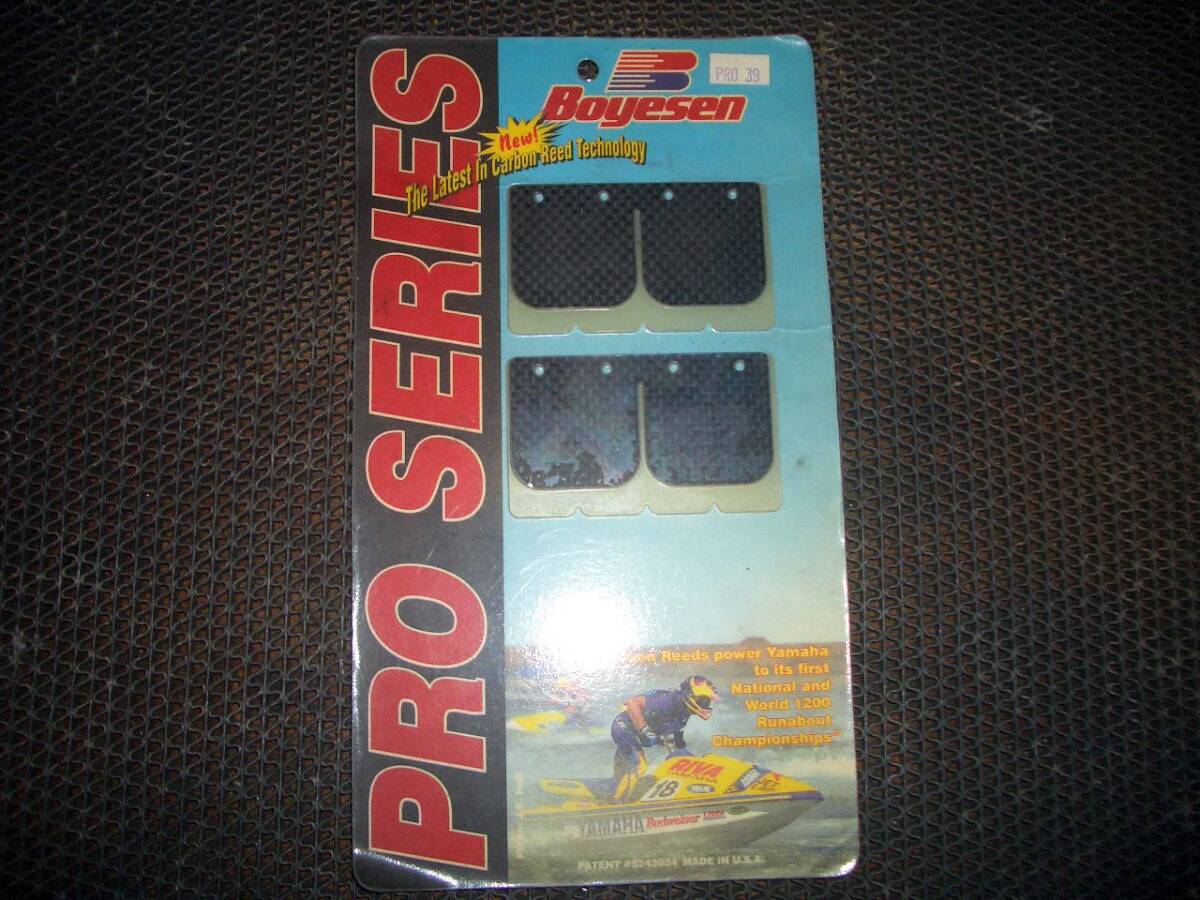 PRO SERIES
Boyesen
PRO 39
New!
The Latest In Carbon Reed Technology
Reeds power Yamaha
to its first
National and
World 1200
Runabout
Championships
RIVA
YAMAHA
18
YAMAHA
Budweiser
PATENT #5243934 MADE IN U.S.A.